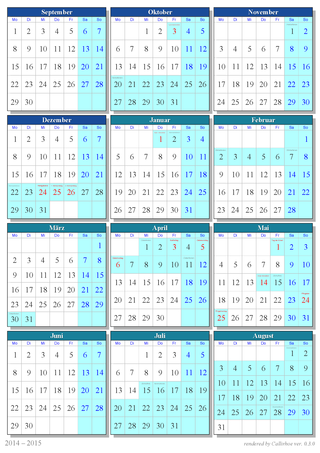 September
Mo Di Mi Do Fr Sa So
1 2 3 4 5 6 7
8 9 10 11 12 13 14
15 16 17 18 19 20 21
22 23 24 25 26 27 28
29 30
Oktober
Mo Di Mi Do Fr Sa So
1 2 3 4 5
6 7 8 9 10 11 12
13 14 15 16 17 18 19
20 21 22 23 24 25 26
27 28 29 30 31
November
Mo Di Mi Do Fr Sa So
1 2
3 4 5 6 7 8 9
10 11 12 13 14 15 16
17 18 19 20 21 22 23
24 25 26 27 28 29 30
Dezember
Mo Di Mi Do Fr Sa So
1 2 3 4 5 6 7
8 9 10 11 12 13 14
15 16 17 18 19 20 21
22 23 24 25 26 27 28
29 30 31
Januar
Mo Di Mi Do Fr Sa So
1 2 3 4
5 6 7 8 9 10 11
12 13 14 15 16 17 18
19 20 21 22 23 24 25
26 27 28 29 30 31
Februar
Mo Di Mi Do Fr Sa So
1
2 3 4 5 6 7 8
9 10 11 12 13 14 15
16 17 18 19 20 21 22
23 24 25 26 27 28
März
Mo Di Mi Do Fr Sa So
1
2 3 4 5 6 7 8
9 10 11 12 13 14 15
16 17 18 19 20 21 22
23 24 25 26 27 28 29
30 31
April
Mo Di Mi Do Fr Sa So
1 2 3 4 5
6 7 8 9 10 11 12
13 14 15 16 17 18 19
20 21 22 23 24 25 26
27 28 29 30
Mai
Mo Di Mi Do Fr Sa So
1 2 3
4 5 6 7 8 9 10
11 12 13 14 15 16 17
18 19 20 21 22 23 24
25 26 27 28 29 30 31
Juni
Mo Di Mi Do Fr Sa So
1 2 3 4 5 6 7
8 9 10 11 12 13 14
15 16 17 18 19 20 21
22 23 24 25 26 27 28
29 30
Juli
Mo Di Mi Do Fr Sa So
1 2 3 4 5
6 7 8 9 10 11 12
13 14 15 16 17 18 19
20 21 22 23 24 25 26
27 28 29 30 31
August
Mo Di Mi Do Fr Sa So
1 2
3 4 5 6 7 8 9
10 11 12 13 14 15 16
17 18 19 20 21 22 23
24 25 26 27 28 29 30
31
2014 – 2015
rendered by Callirhoe ver. 0.3.0